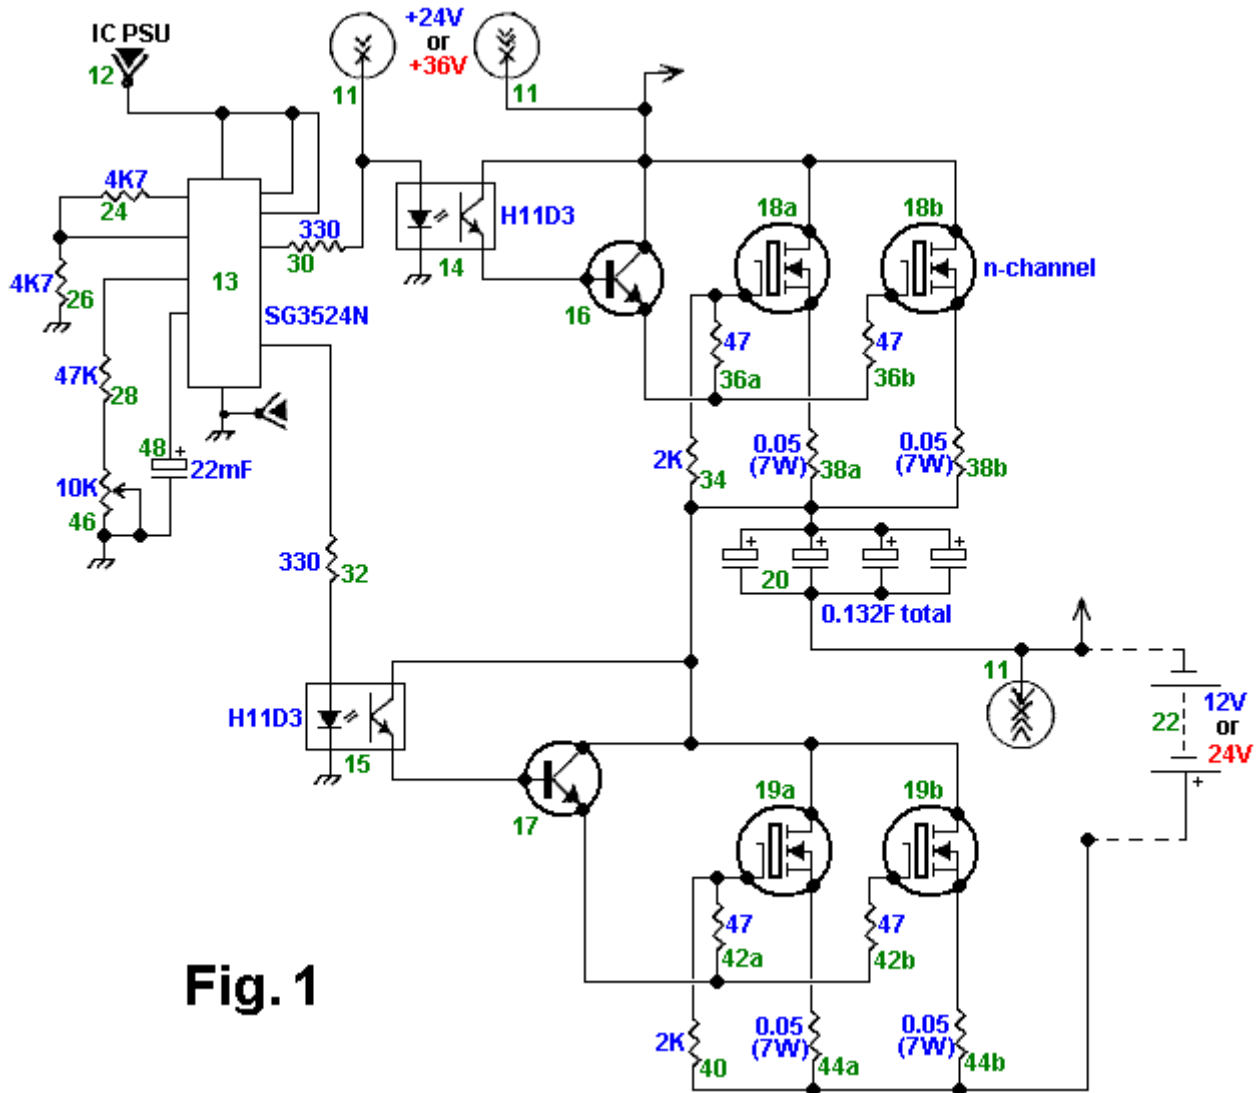 IC PSU
12
+24V
or
+36V
11
11
4K7
24
330
30
H11D3
14
16
18a
18b
n-channel
4K7
26
13
SG3524N
47
36a
47
36b
47K
28
48
+
22mF
10K
46
2K
34
0.05
(7W)
38a
0.05
(7W)
38b
330
32
+
+
+
+
20
0.132F total
11
12V
22
or
24V
+
H11D3
15
17
19a
19b
47
42a
47
42b
Fig. 1
2K
40
0.05
(7W)
44a
0.05
(7W)
44b